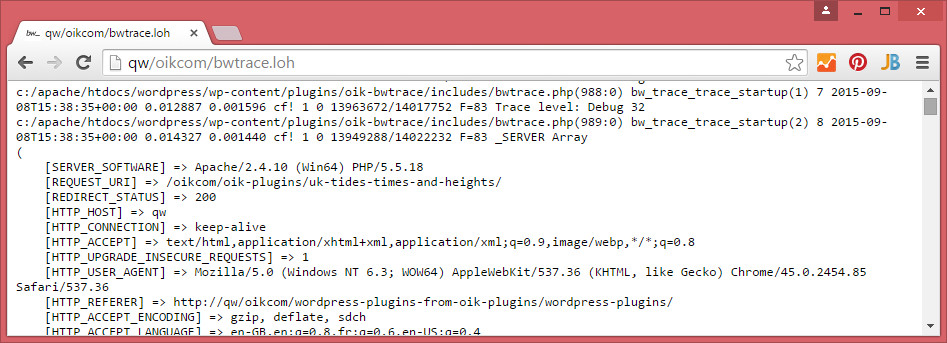 bw_ qw/oikcom/bwtrace.loh
qw/oikcom/bwtrace.loh
JB
c:/apache/htdocs/wordpress/wp-content/plugins/oik-bwtrace/includes/bwtrace.php(988:0) bw_trace_trace_startup(1) 7 2015-09-
08T15:38:35+00:00 0.012887 0.001596 cf! 1 0 13963672/14017752 F=83 Trace level: Debug 32
c:/apache/htdocs/wordpress/wp-content/plugins/oik-bwtrace/includes/bwtrace.php(989:0) bw_trace_trace_startup(2) 8 2015-09-
08T15:38:35+00:00 0.014327 0.001440 cf! 1 0 13949288/14022232 F=83 _SERVER Array
(
[SERVER_SOFTWARE] => Apache/2.4.10 (Win64) PHP/5.5.18
[REQUEST_URI] => /oikcom/oik-plugins/uk-tides-times-and-heights/
[REDIRECT_STATUS] => 200
[HTTP_HOST] => qw
[HTTP_CONNECTION] => keep-alive
[HTTP_ACCEPT] => text/html,application/xhtml+xml,application/xml;q=0.9,image/webp,*/*;q=0.8
[HTTP_UPGRADE_INSECURE_REQUESTS] => 1
[HTTP_USER_AGENT] => Mozilla/5.0 (Windows NT 6.3; WOW64) AppleWebKit/537.36 (KHTML, like Gecko) Chrome/45.0.2454.85
Safari/537.36
[HTTP_REFERER] => http://qw/oikcom/wordpress-plugins-from-oik-plugins/wordpress-plugins/
[HTTP_ACCEPT_ENCODING] => gzip, deflate, sdch
[HTTP_ACCEPT_LANGUAGE] => en-GB,en;q=0.8,fr;q=0.6,en-US;q=0.4